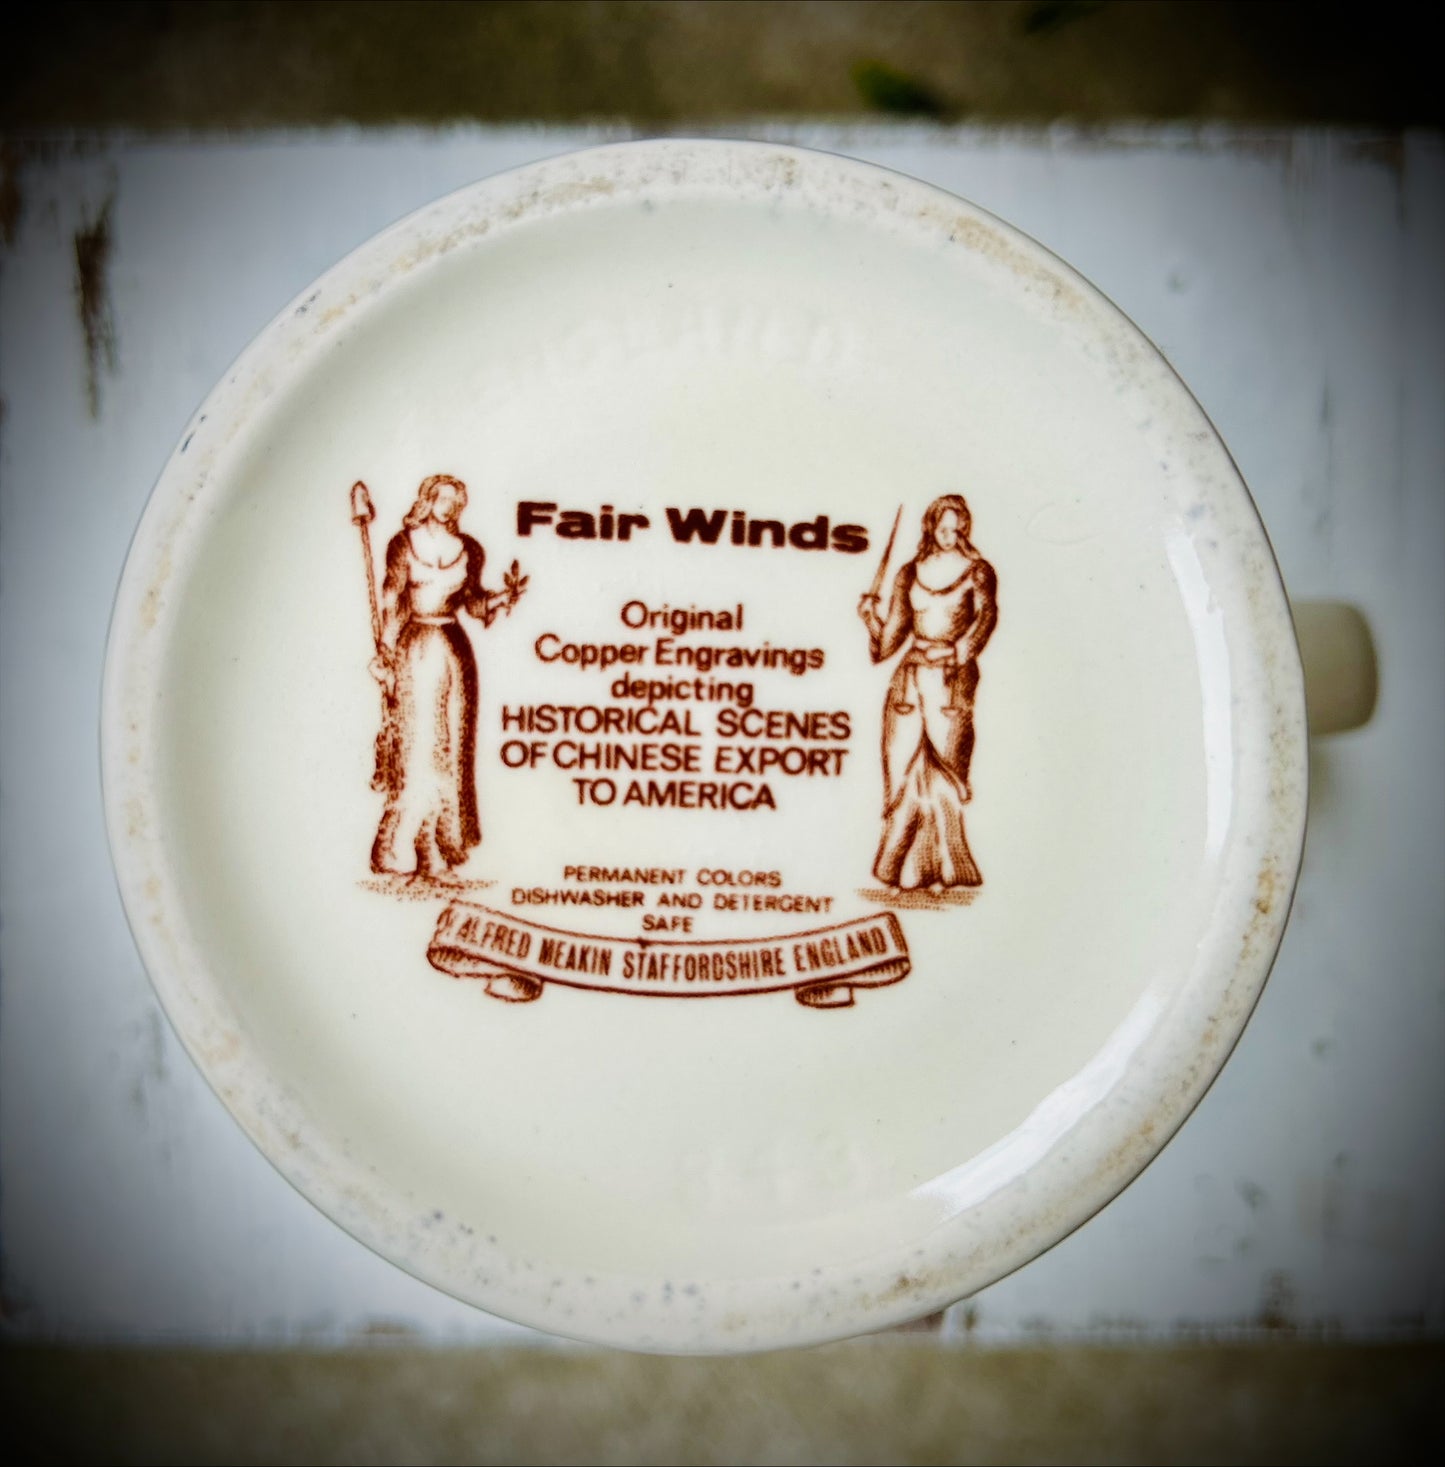 Fair Winds
Original
Copper Engravings
depicting
HISTORICAL SCENES
OF CHINESE EXPORT
TO AMERICA
PERMANENT COLORS
DISHWASHER AND DETERGENT
SAFE
ALFRED MEAKIN STAFFORDSHIRE ENGLAND